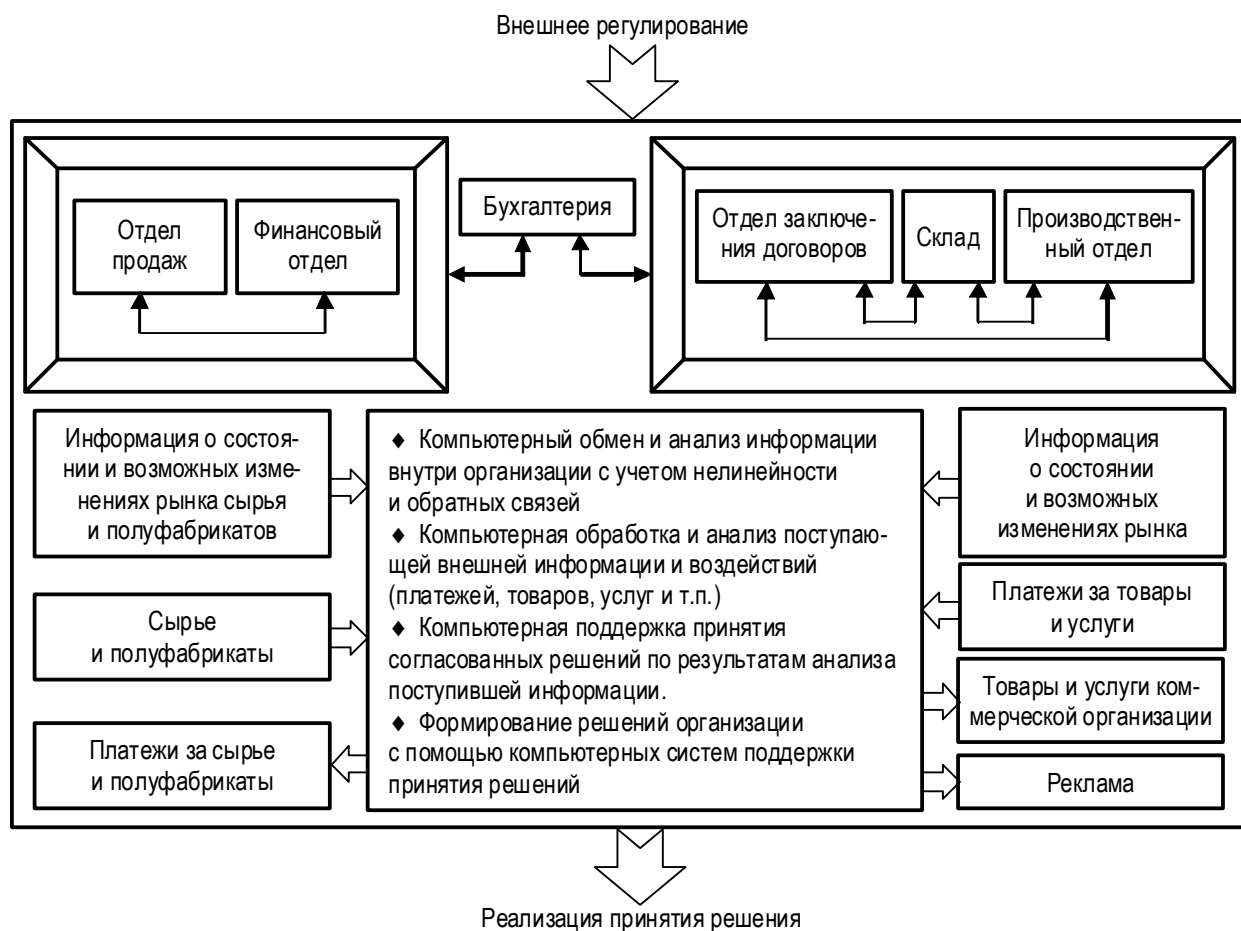 Внешнее регулирование
Отдел
продаж
Финансовый
отдел
Бухгалтерия
Отдел заключе-
ния договоров
Склад
Производствен-
ный отдел
Информация о состоя-
нии и возможных изме-
нениях рынка сырья
и полуфабрикатов
Сырье
и полуфабрикаты
Платежи за сырье
и полуфабрикаты
♦ Компьютерный обмен и анализ информации
внутри организации с учетом нелинейности
и обратных связей
♦ Компьютерная обработка и анализ поступаю-
щей внешней информации и воздействий
(платежей, товаров, услуг и т.п.)
♦ Компьютерная поддержка принятия
согласованных решений по результатам анализа
поступившей информации.
♦ Формирование решений организации
с помощью компьютерных систем поддержки
принятия решений
Информация
о состоянии
и возможных
изменениях рынка
Платежи за товары
и услуги
Товары и услуги ком-
мерческой организации
Реклама
Реализация принятия решения